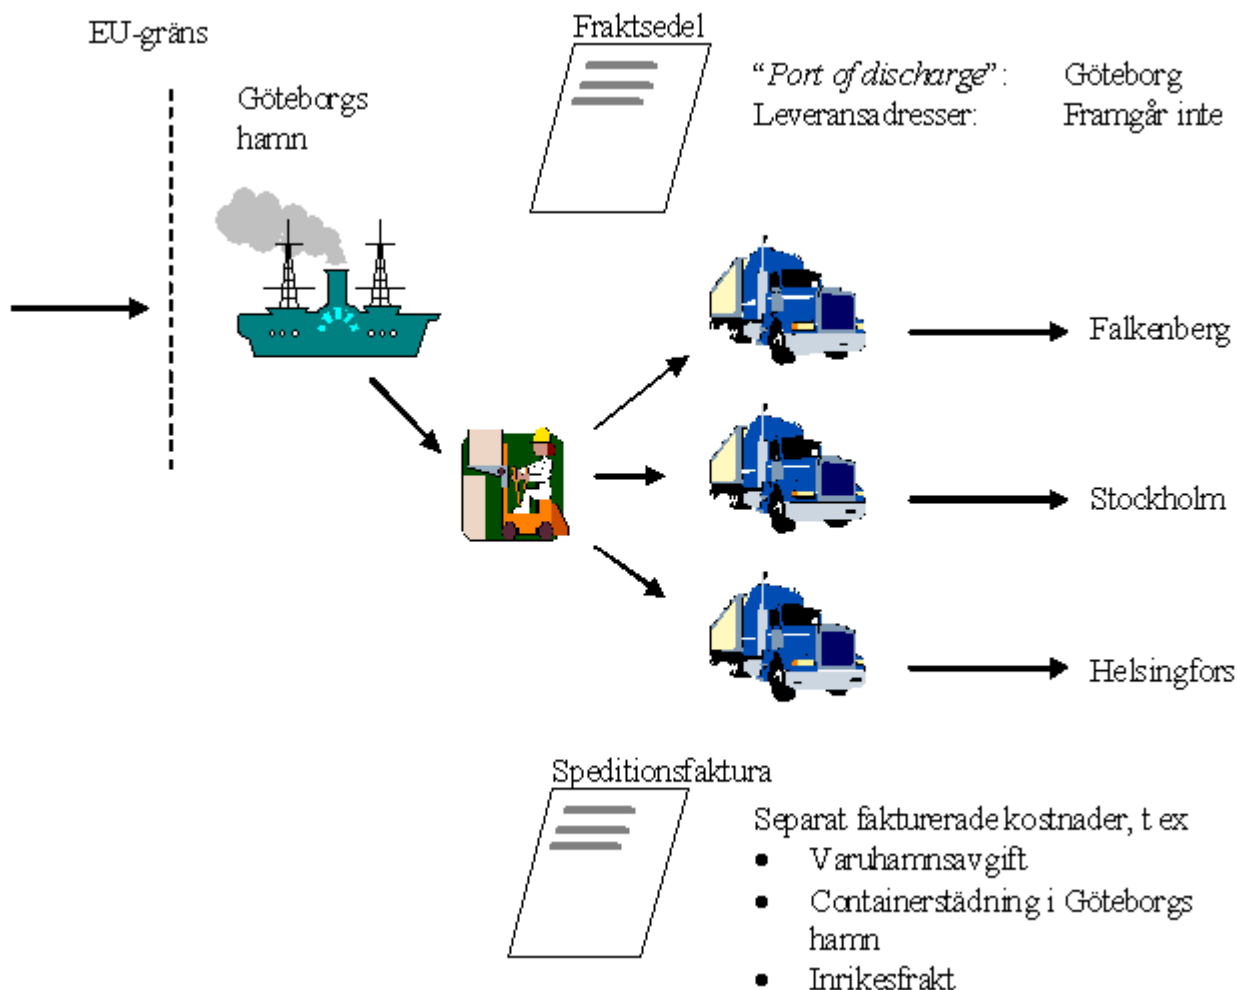 EU-gräns
Göteborgs
hamn
Fraktsedel
“Port of discharge”: Göteborg
Leveransadresser: Framgår inte
Falkenberg
Stockholm
Helsingfors
Speditionsfaktura
Separat fakturerade kostnader, t ex
• Varuhamnsavgift
• Containerstädning i Göteborgs
hamn
• Inrikesfrakt